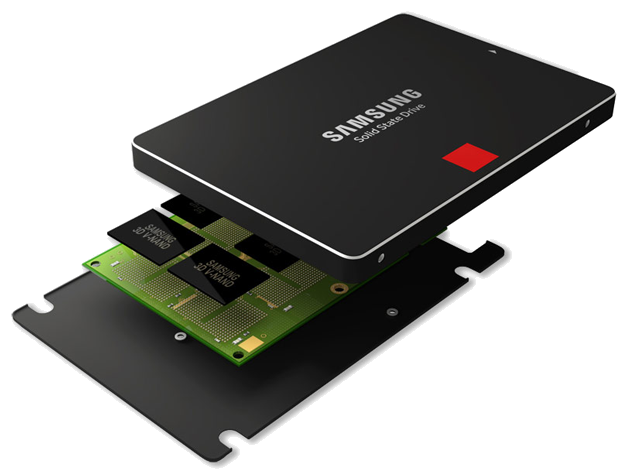 SAMSUNG
Solid State Drive
SAMSUNG
3D V-NAND
SAMSUNG
3D V-NAND